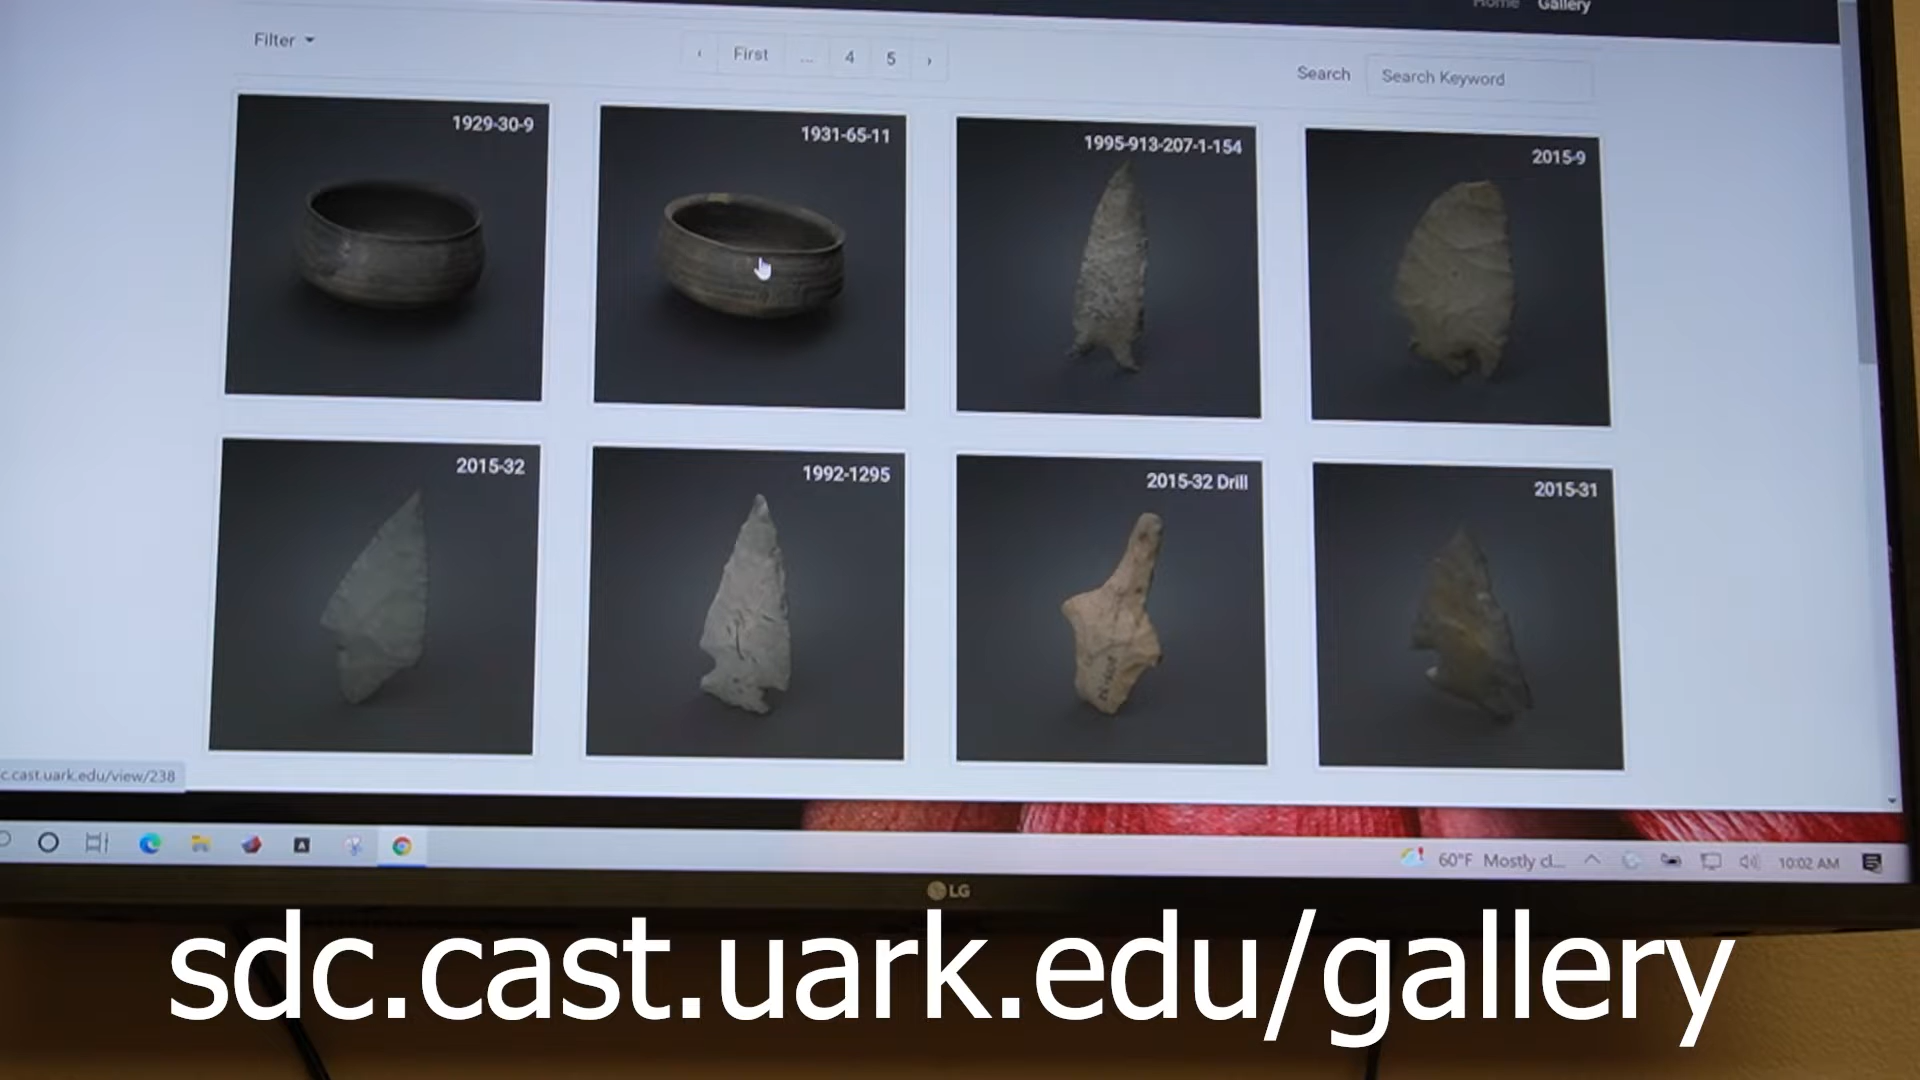 Home Gallery
Filter
‹ First ... 4 5 ›
Search Search Keyword
1929-30-9
1931-65-11
1995-913-207-1-154
2015-9
2015-32
1992-1295
2015-32 Drill
2015-31
c.cast.uark.edu/view/238
60°F Mostly cl... 10:02 AM
LG
sdc.cast.uark.edu/gallery